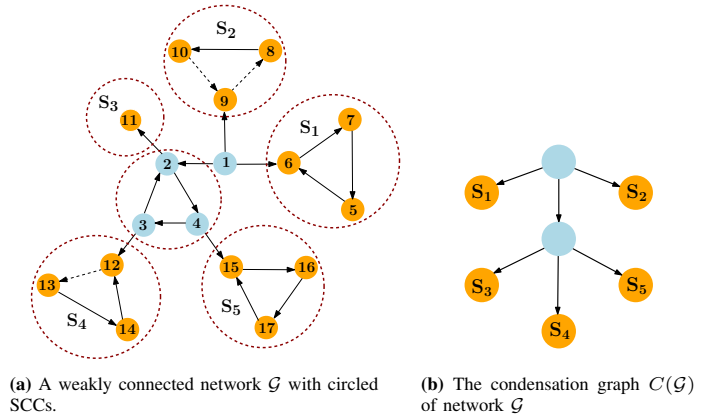 S₂
10
8
9
S₃
11
S₁
7
2
1
6
5
3
4
12
13
15
16
S₄
14
S₅
17
S₁
S₂
S₃
S₅
S₄
(a) A weakly connected network 𝒢 with circled
SCCs.
(b) The condensation graph C(𝒢)
of network 𝒢